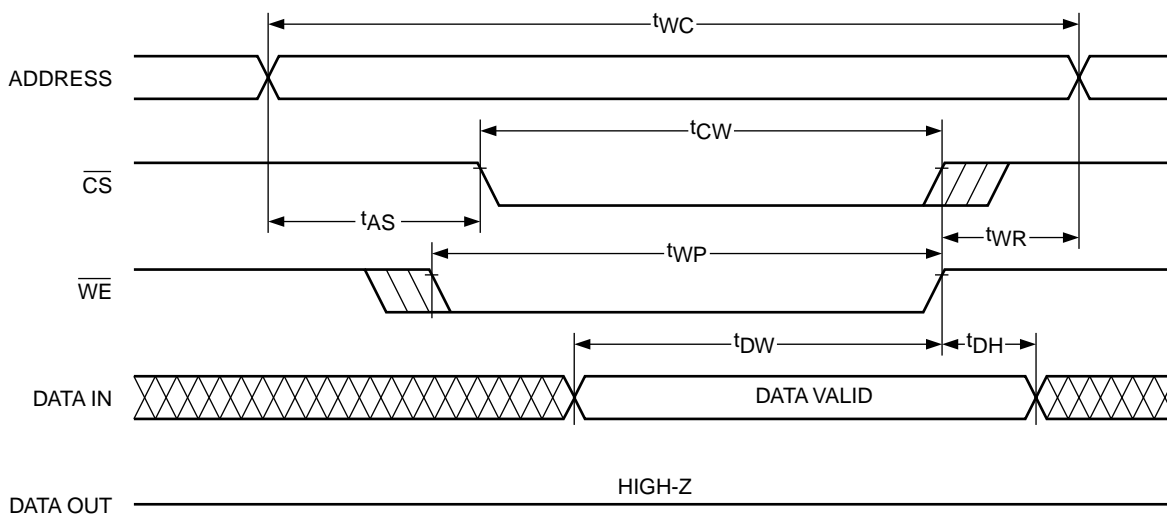 tWC
ADDRESS
tCW
CS
tAS
tWR
tWP
WE
tDW
tDH
DATA IN
DATA VALID
HIGH-Z
DATA OUT